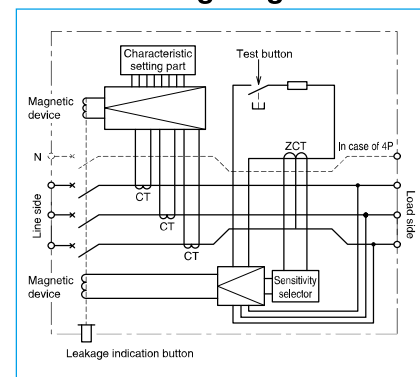 Characteristic
setting part
Test button
Magnetic
device
N
ZCT
In case of 4P
CT
CT
CT
Line side
Load side
Magnetic
device
Sensitivity
selector
Leakage indication button